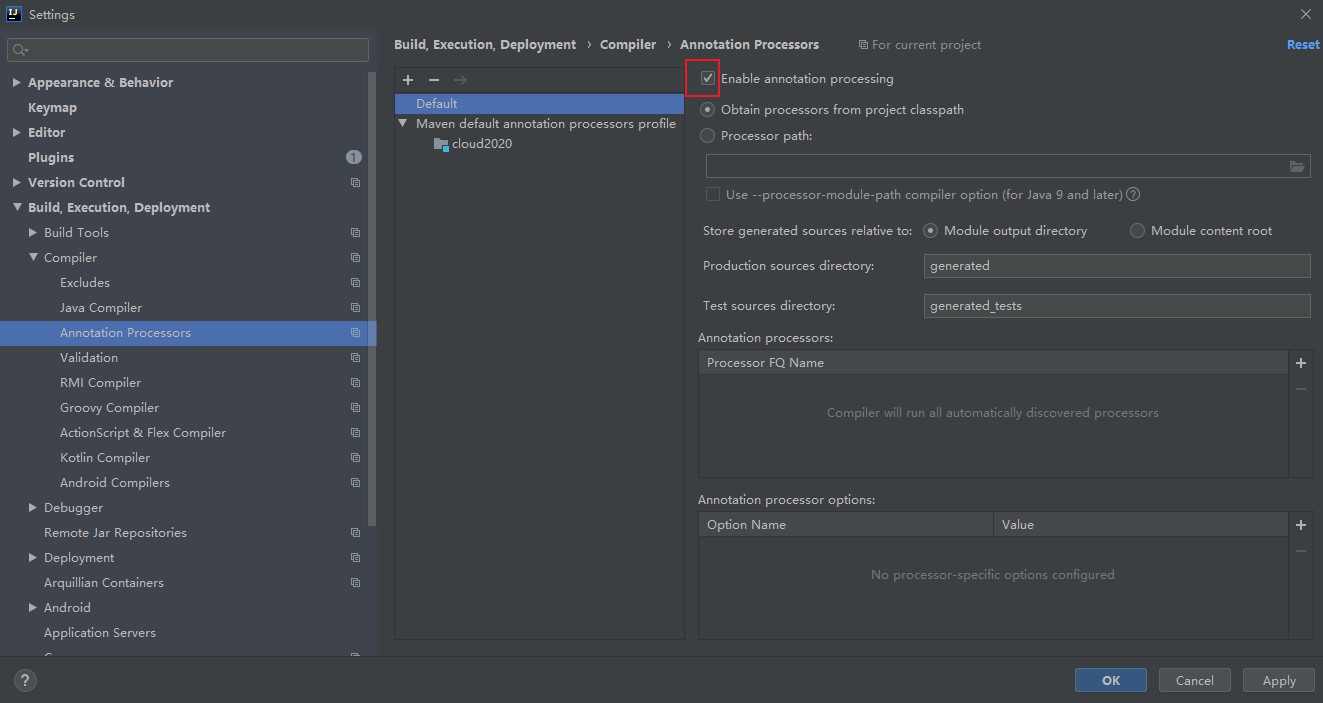 IJ
Settings
Appearance & Behavior
Keymap
Editor
Plugins 1
Version Control
Build, Execution, Deployment
Build Tools
Compiler
Excludes
Java Compiler
Annotation Processors
Validation
RMI Compiler
Groovy Compiler
ActionScript & Flex Compiler
Kotlin Compiler
Android Compilers
Debugger
Remote Jar Repositories
Deployment
Arquillian Containers
Android
Application Servers
Build, Execution, Deployment › Compiler › Annotation Processors For current project Reset
Default
Maven default annotation processors profile
cloud2020
Enable annotation processing
Obtain processors from project classpath
Processor path:
Use --processor-module-path compiler option (for Java 9 and later) ?
Store generated sources relative to: Module output directory Module content root
Production sources directory: generated
Test sources directory: generated_tests
Annotation processors:
Processor FQ Name
Compiler will run all automatically discovered processors
Annotation processor options:
Option Name Value
No processor-specific options configured
? OK Cancel Apply